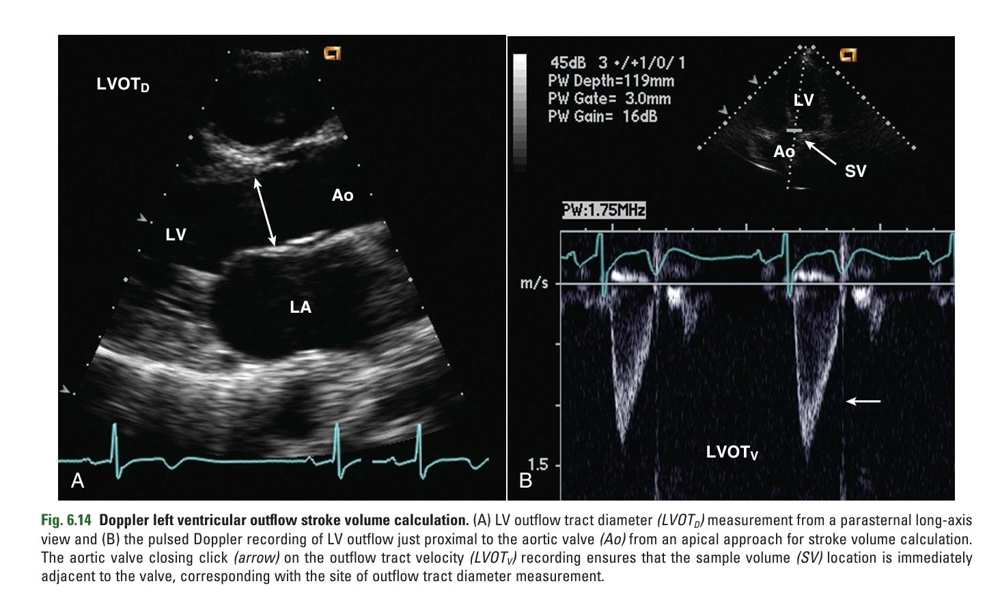 LVOTD
Ao
LV
LA
A
45dB 3 •/+1/0/ 1
PW Depth=119mm
PW Gate= 3.0mm
PW Gain= 16dB
LV
Ao
SV
PW:1.75MHz
m/s
LVOTV
1.5
B
Fig. 6.14 Doppler left ventricular outflow stroke volume calculation. (A) LV outflow tract diameter (LVOTD) measurement from a parasternal long-axis
view and (B) the pulsed Doppler recording of LV outflow just proximal to the aortic valve (Ao) from an apical approach for stroke volume calculation.
The aortic valve closing click (arrow) on the outflow tract velocity (LVOTV) recording ensures that the sample volume (SV) location is immediately
adjacent to the valve, corresponding with the site of outflow tract diameter measurement.